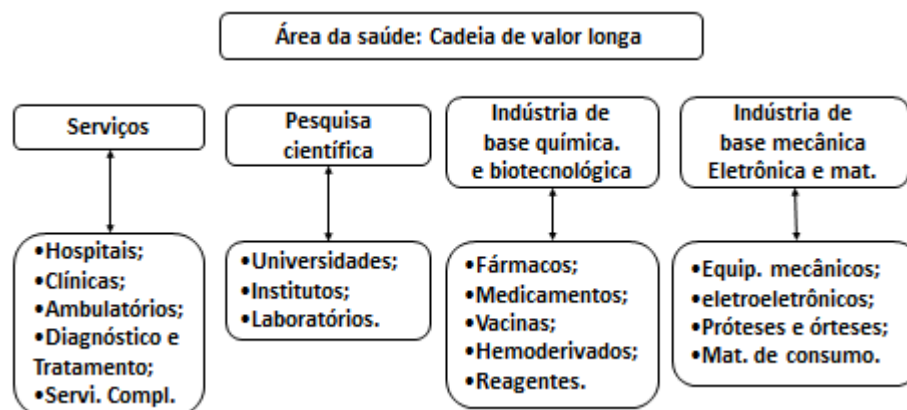 Área da saúde: Cadeia de valor longa
Serviços
Pesquisa
científica
Indústria de
base química.
e biotecnológica
Indústria de
base mecânica
Eletrônica e mat.
•Hospitais;
•Clínicas;
•Ambulatórios;
•Diagnóstico e
Tratamento;
•Servi. Compl.
•Universidades;
•Institutos;
•Laboratórios.
•Fármacos;
•Medicamentos;
•Vacinas;
•Hemoderivados;
•Reagentes.
•Equip. mecânicos;
•eletroeletrônicos;
•Próteses e órteses;
•Mat. de consumo.